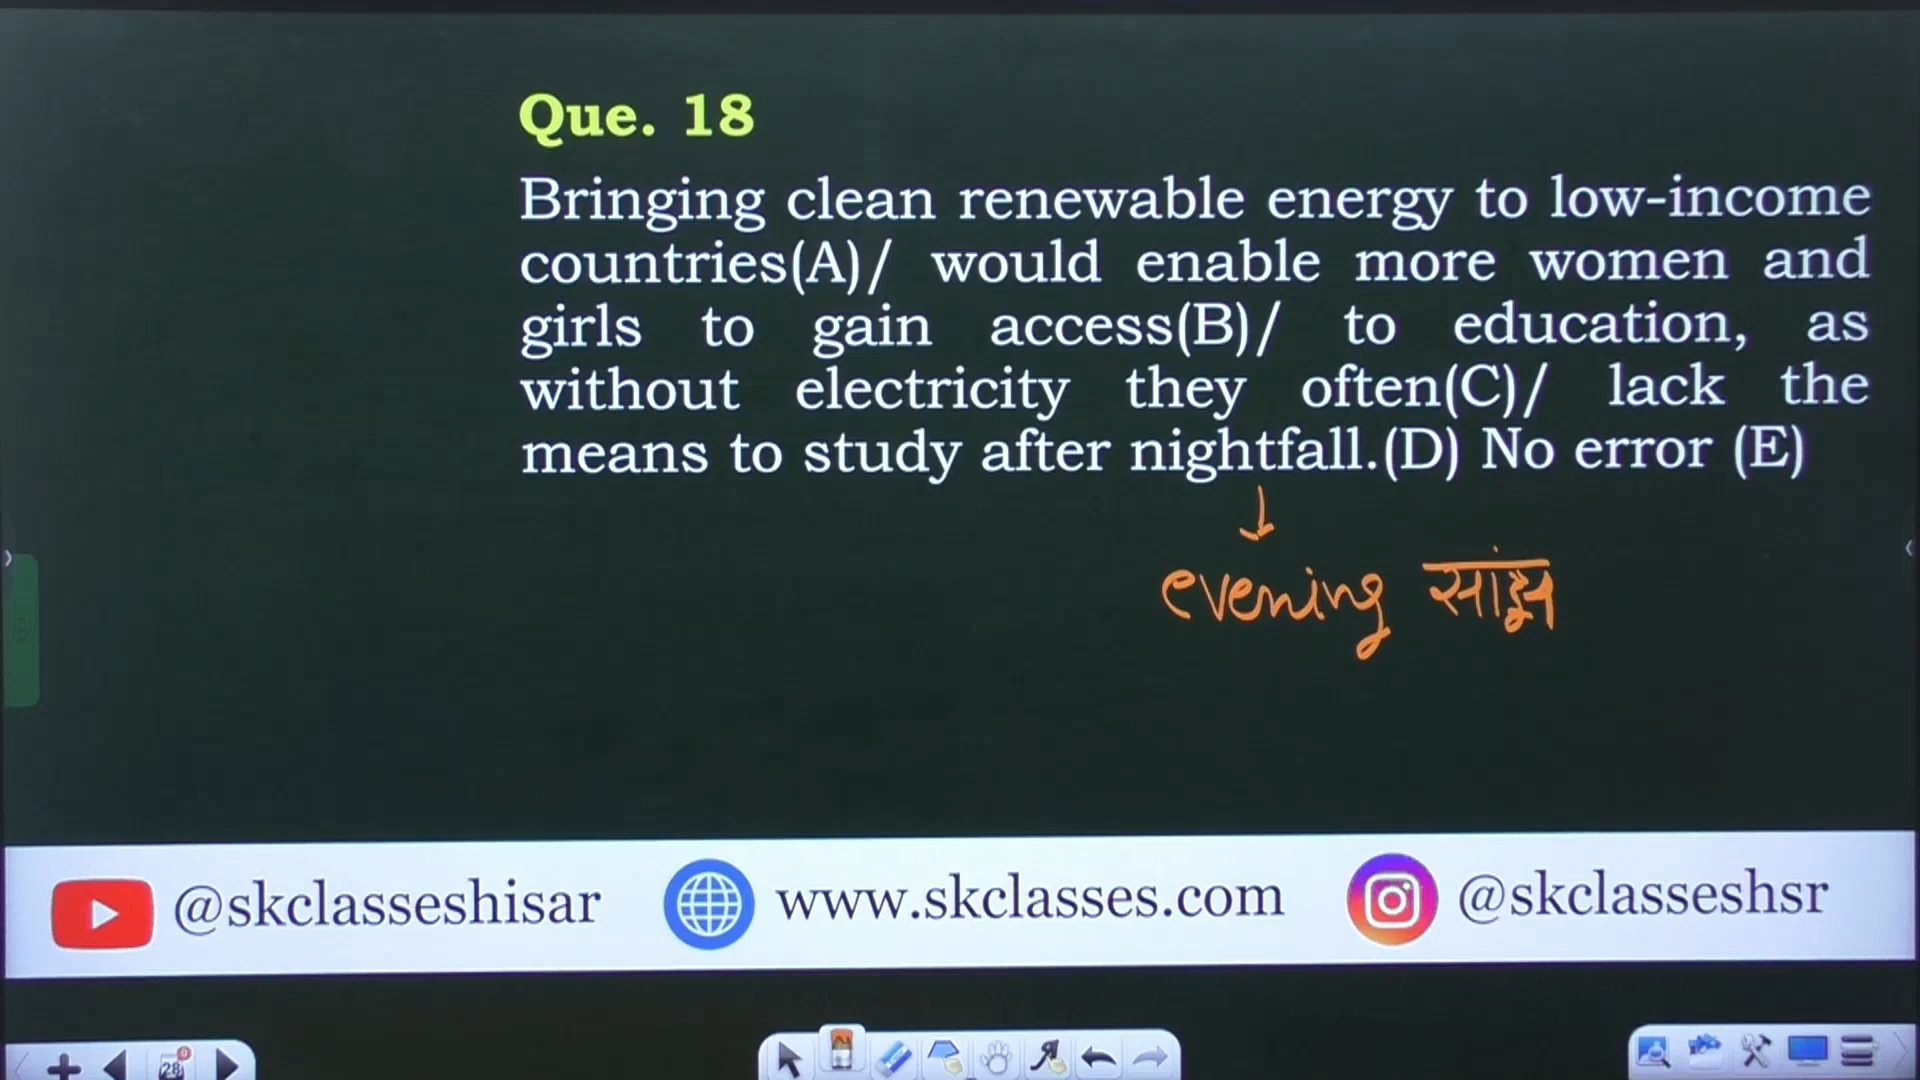 Que. 18
Bringing clean renewable energy to low-income
countries(A)/ would enable more women and
girls to gain access(B)/ to education, as
without electricity they often(C)/ lack the
means to study after nightfall.(D) No error (E)
↓
evening सांझ
@skclasseshisar www.skclasses.com @skclasseshsr
28 0